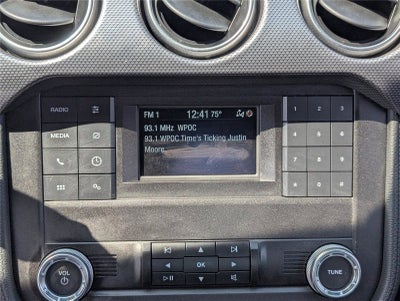 FM 1 12:41 75°
93.1 MHz WPOC
93.1 WPOC Time's Ticking Justin
Moore
RADIO
MEDIA
1 2 3
4 5 6
7 8 9
* 0 #
OK
VOL
TUNE